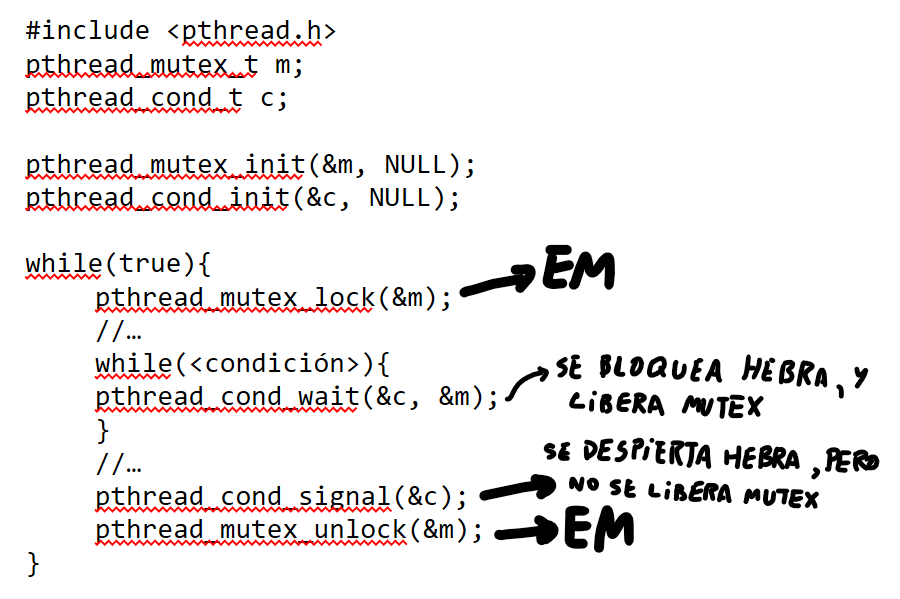 #include <pthread.h>
pthread_mutex_t m;
pthread_cond_t c;
pthread_mutex_init(&m, NULL);
pthread_cond_init(&c, NULL);
while(true){
pthread_mutex_lock(&m); EM
//…
while(<condición>){
pthread_cond_wait(&c, &m); SE BLOQUEA HEBRA, Y
LIBERA MUTEX
}
//…
SE DESPIERTA HEBRA, PERO
pthread_cond_signal(&c); NO SE LIBERA MUTEX
pthread_mutex_unlock(&m); EM
}